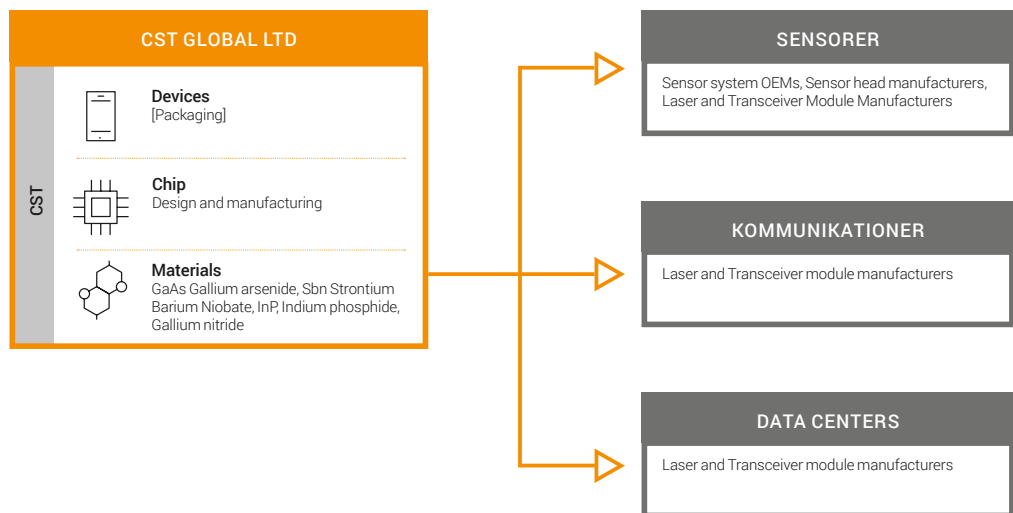 CST GLOBAL LTD
CST
Devices
[Packaging]
Chip
Design and manufacturing
Materials
GaAs Gallium arsenide, Sbn Strontium
Barium Niobate, InP, Indium phosphide,
Gallium nitride
SENSORER
Sensor system OEMs, Sensor head manufacturers,
Laser and Transceiver Module Manufacturers
KOMMUNIKATIONER
Laser and Transceiver module manufacturers
DATA CENTERS
Laser and Transceiver module manufacturers